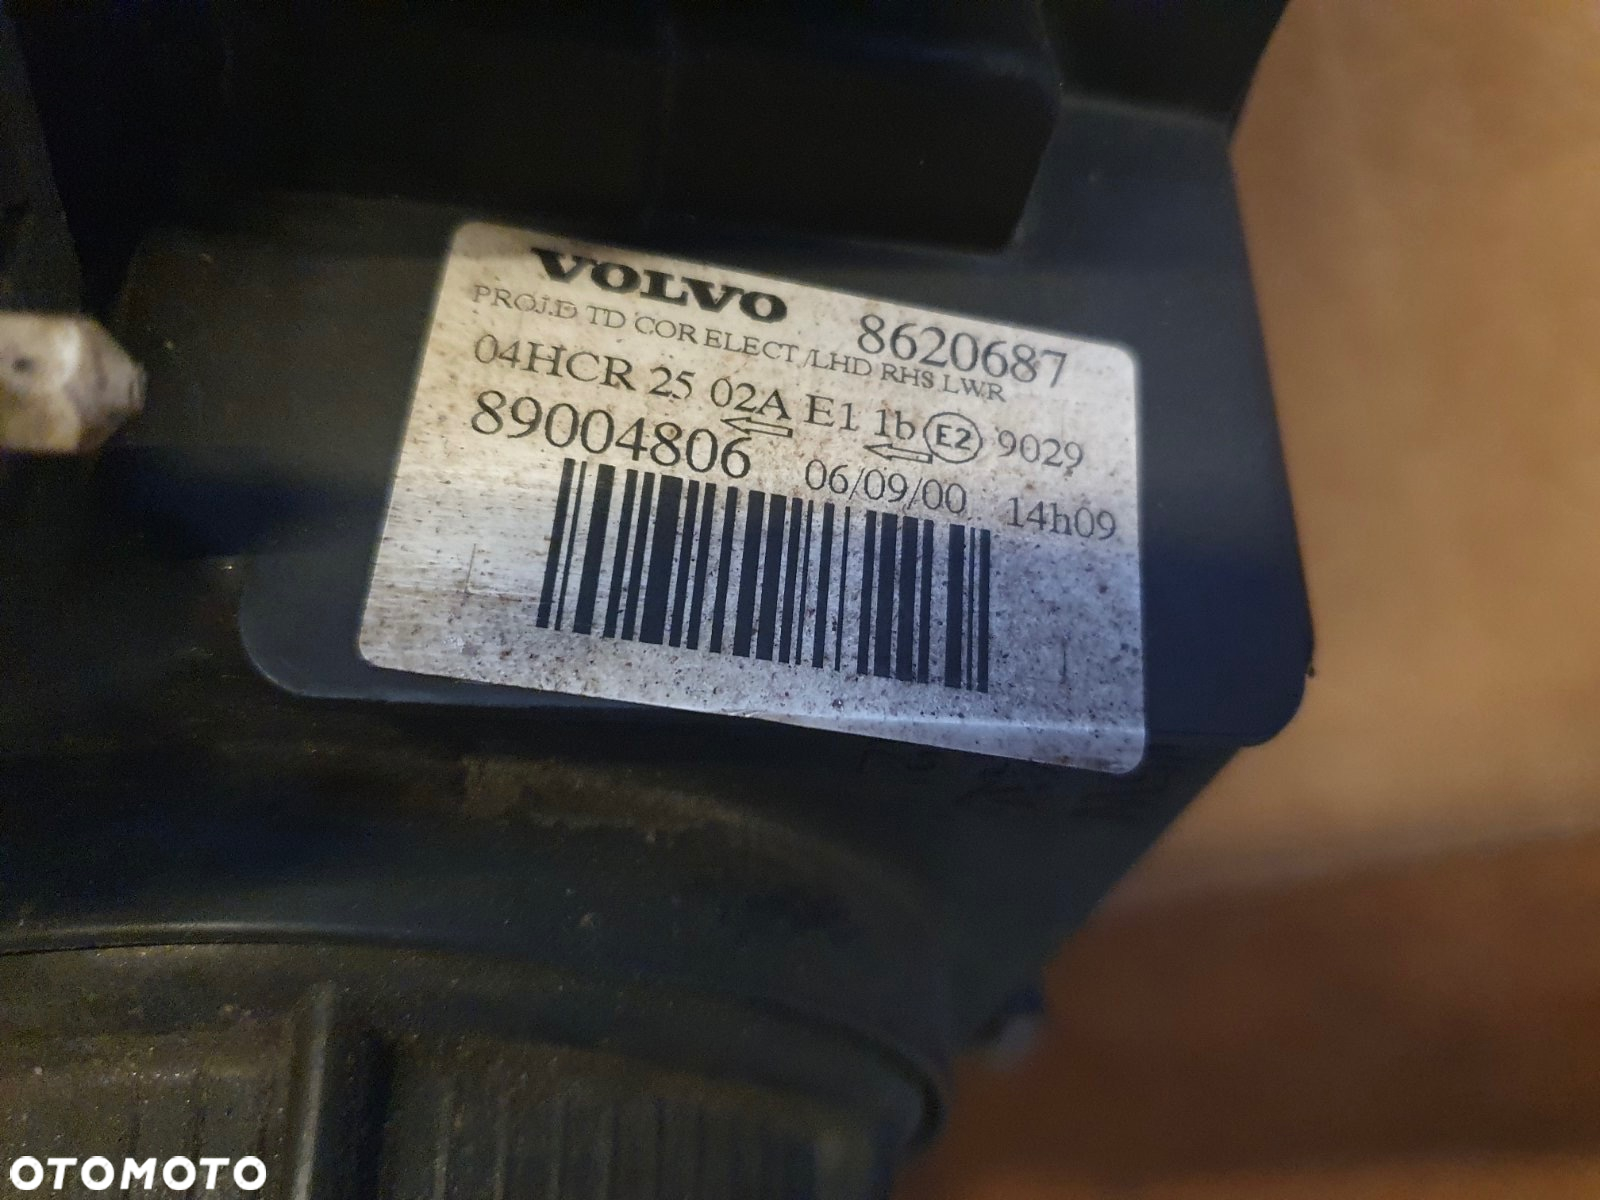 VOLVO 8620687
PROJ.D TD COR ELECT /LHD RHS LWR
04HCR 25 02A E1 1b E2 9029
89004806 06/09/00 14h09
OTOMOTO